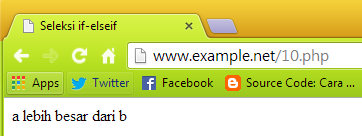 Seleksi if-elseif
www.example.net/10.php
Apps Twitter Facebook Source Code: Cara ...
a lebih besar dari b